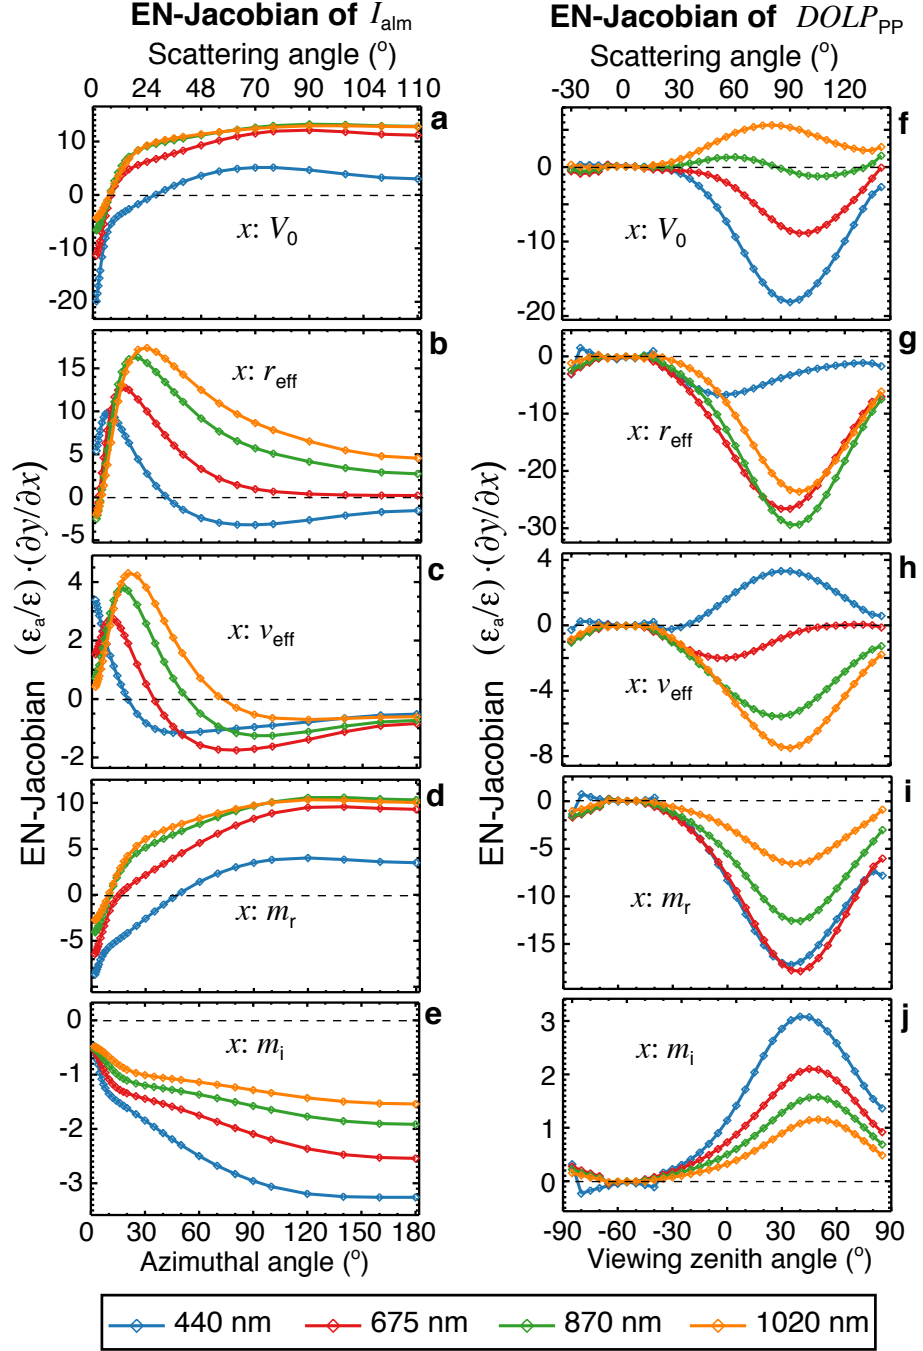 EN-Jacobian of I_alm
Scattering angle (°)
0 24 48 70 90 110
EN-Jacobian of DOLP_PP
Scattering angle (°)
-30 0 30 60 90 120
EN-Jacobian (ε_a/ε)·(∂y/∂x)
a
10
0
-10
-20
x: V_0
b
15
10
5
0
-5
x: r_eff
c
4
2
0
-2
x: v_eff
d
10
5
0
-5
x: m_r
e
0
-1
-2
-3
x: m_i
0 30 60 90 120 150 180
Azimuthal angle (°)
EN-Jacobian (ε_a/ε)·(∂y/∂x)
f
0
-10
-20
x: V_0
g
0
-10
-20
-30
x: r_eff
h
4
0
-4
-8
x: v_eff
i
0
-5
-10
-15
x: m_r
j
3
2
1
0
x: m_i
-90 -60 -30 0 30 60 90
Viewing zenith angle (°)
440 nm 675 nm 870 nm 1020 nm